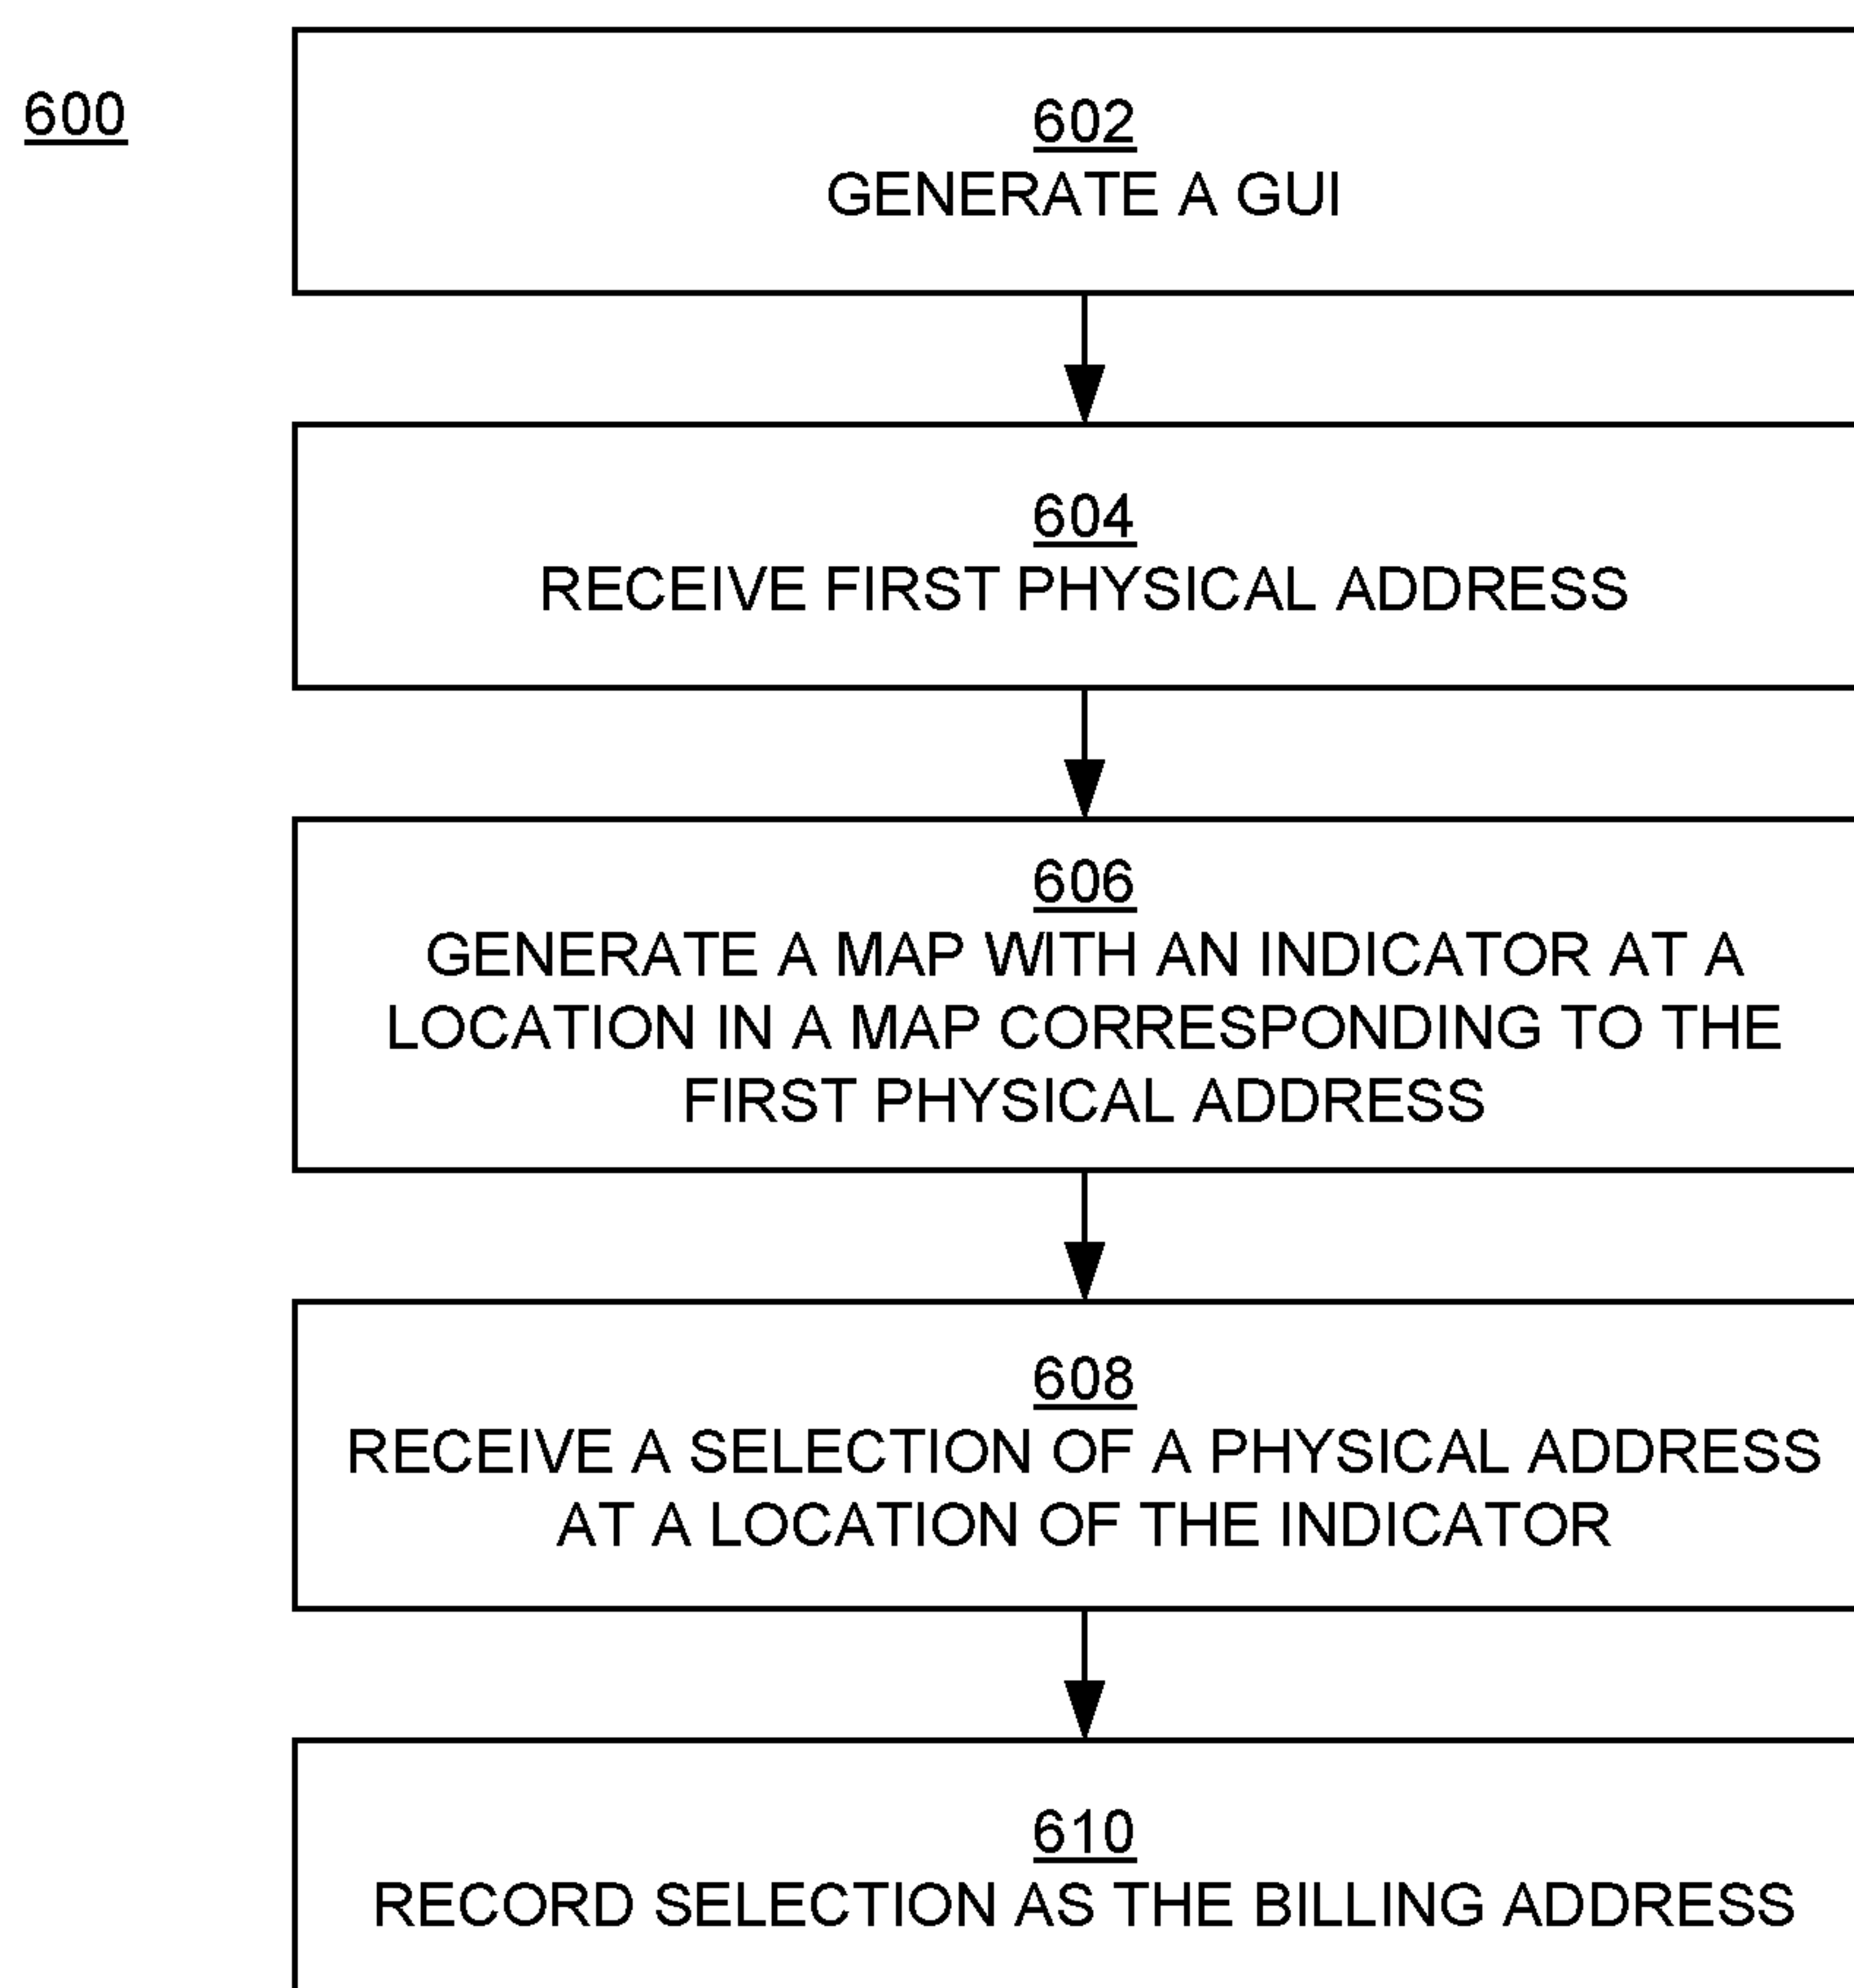 600
602
GENERATE A GUI
604
RECEIVE FIRST PHYSICAL ADDRESS
606
GENERATE A MAP WITH AN INDICATOR AT A
LOCATION IN A MAP CORRESPONDING TO THE
FIRST PHYSICAL ADDRESS
608
RECEIVE A SELECTION OF A PHYSICAL ADDRESS
AT A LOCATION OF THE INDICATOR
610
RECORD SELECTION AS THE BILLING ADDRESS